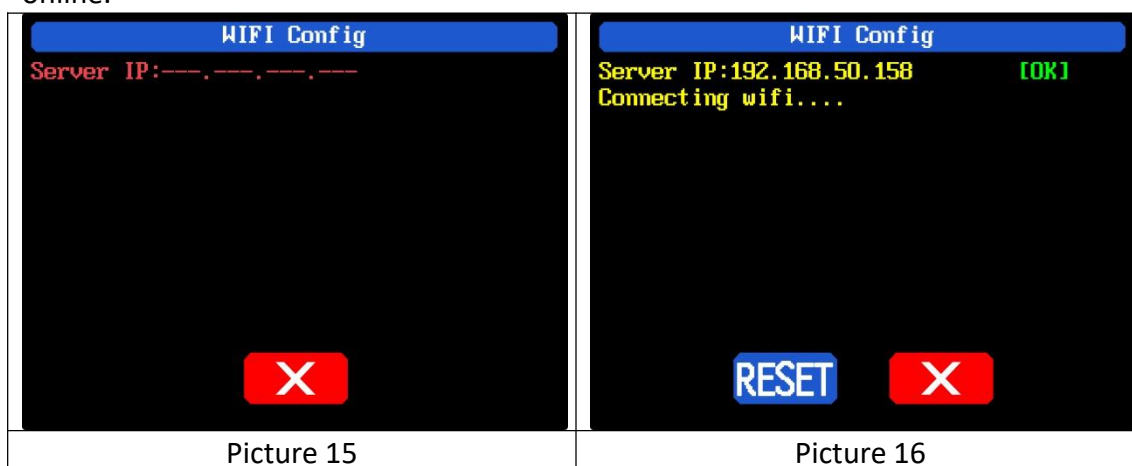 online.
WIFI Config
Server IP:---.---.---.---
X
Picture 15
WIFI Config
Server IP:192.168.50.158 [OK]
Connecting wifi....
RESET X
Picture 16